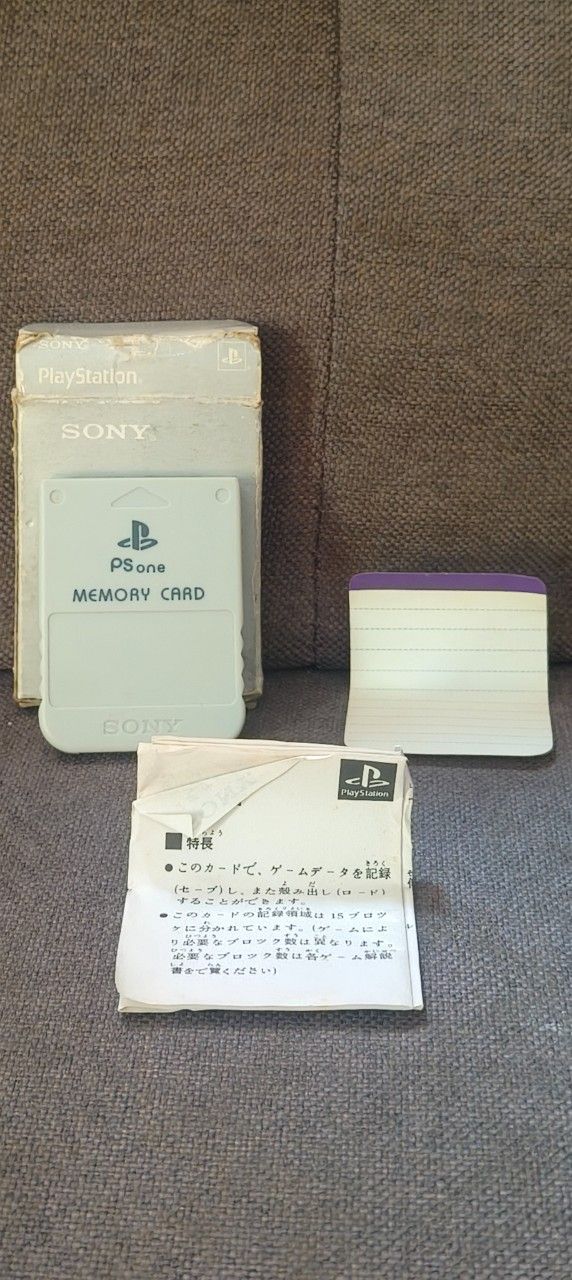 SONY
PlayStation
SONY
PS one
MEMORY CARD
SONY
PlayStation
■特長
●このカードで、ゲームデータを記録
(セーブ)し、また読み出し(ロード)
することができます。
●このカードの記録領域は15ブロッ
クに分かれています。(ゲームによ
り必要なブロック数は異なります。
必要なブロック数は各ゲーム解説
書をご覧ください)